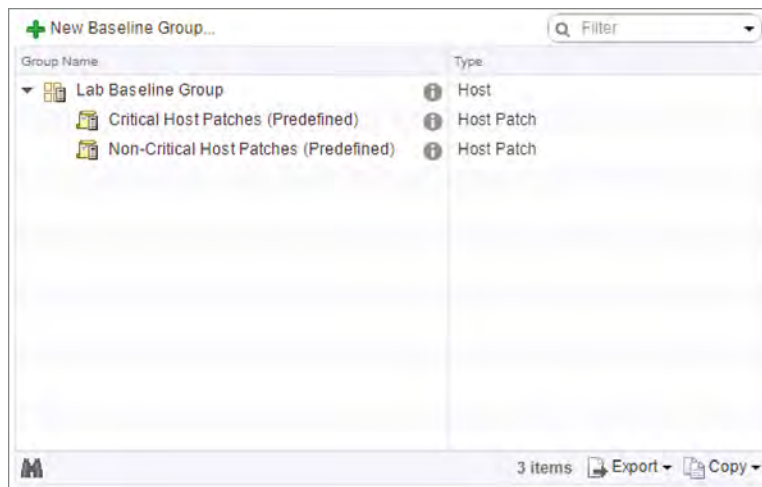 New Baseline Group...
Filter
Group Name Type
Lab Baseline Group Host
Critical Host Patches (Predefined) Host Patch
Non-Critical Host Patches (Predefined) Host Patch
3 items Export Copy